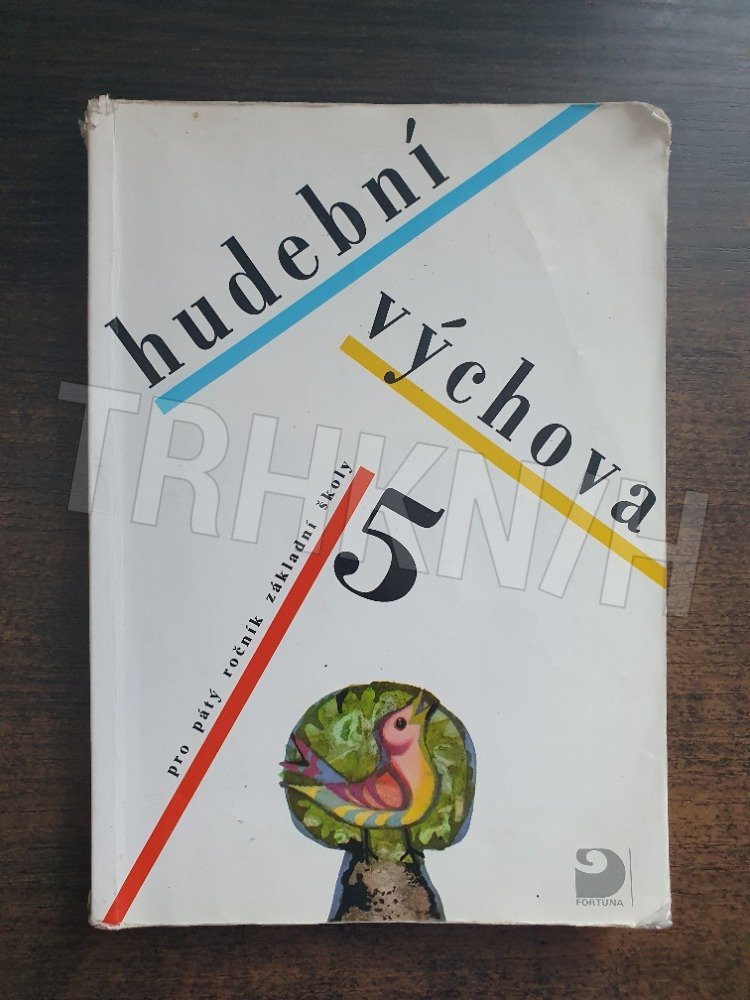 hudební
výchova
5
pro pátý ročník základní školy
FORTUNA
TRHKNIH